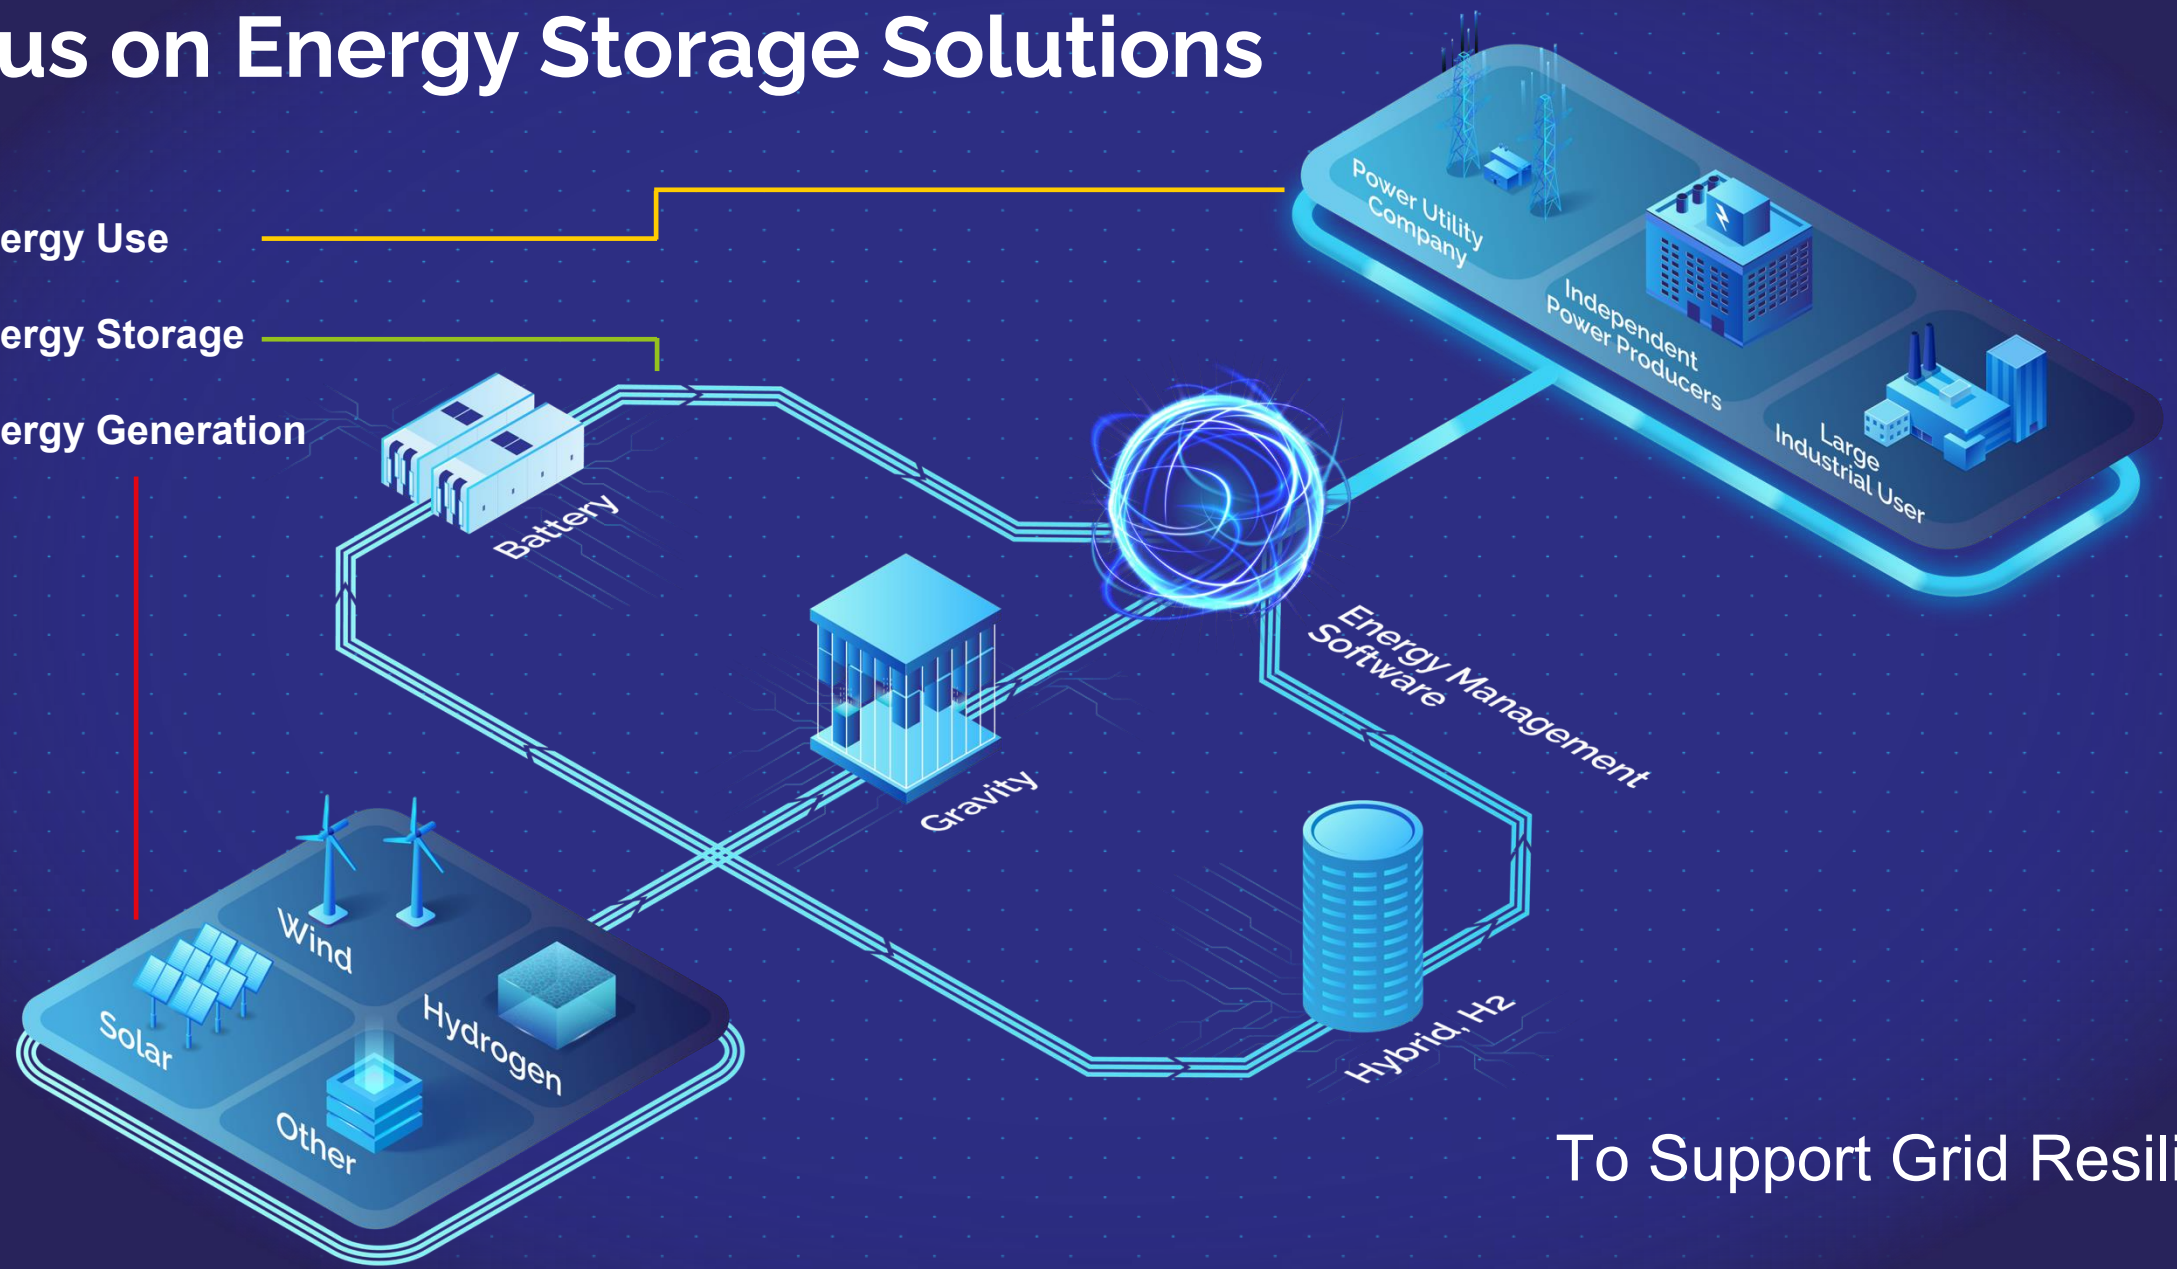 us on Energy Storage Solutions
ergy Use
ergy Storage
ergy Generation
Power Utility
Company
Independent
Power Producers
Large
Industrial User
Battery
Gravity
Energy Management
Software
Hybrid, H2
Wind
Solar
Hydrogen
Other
To Support Grid Resili